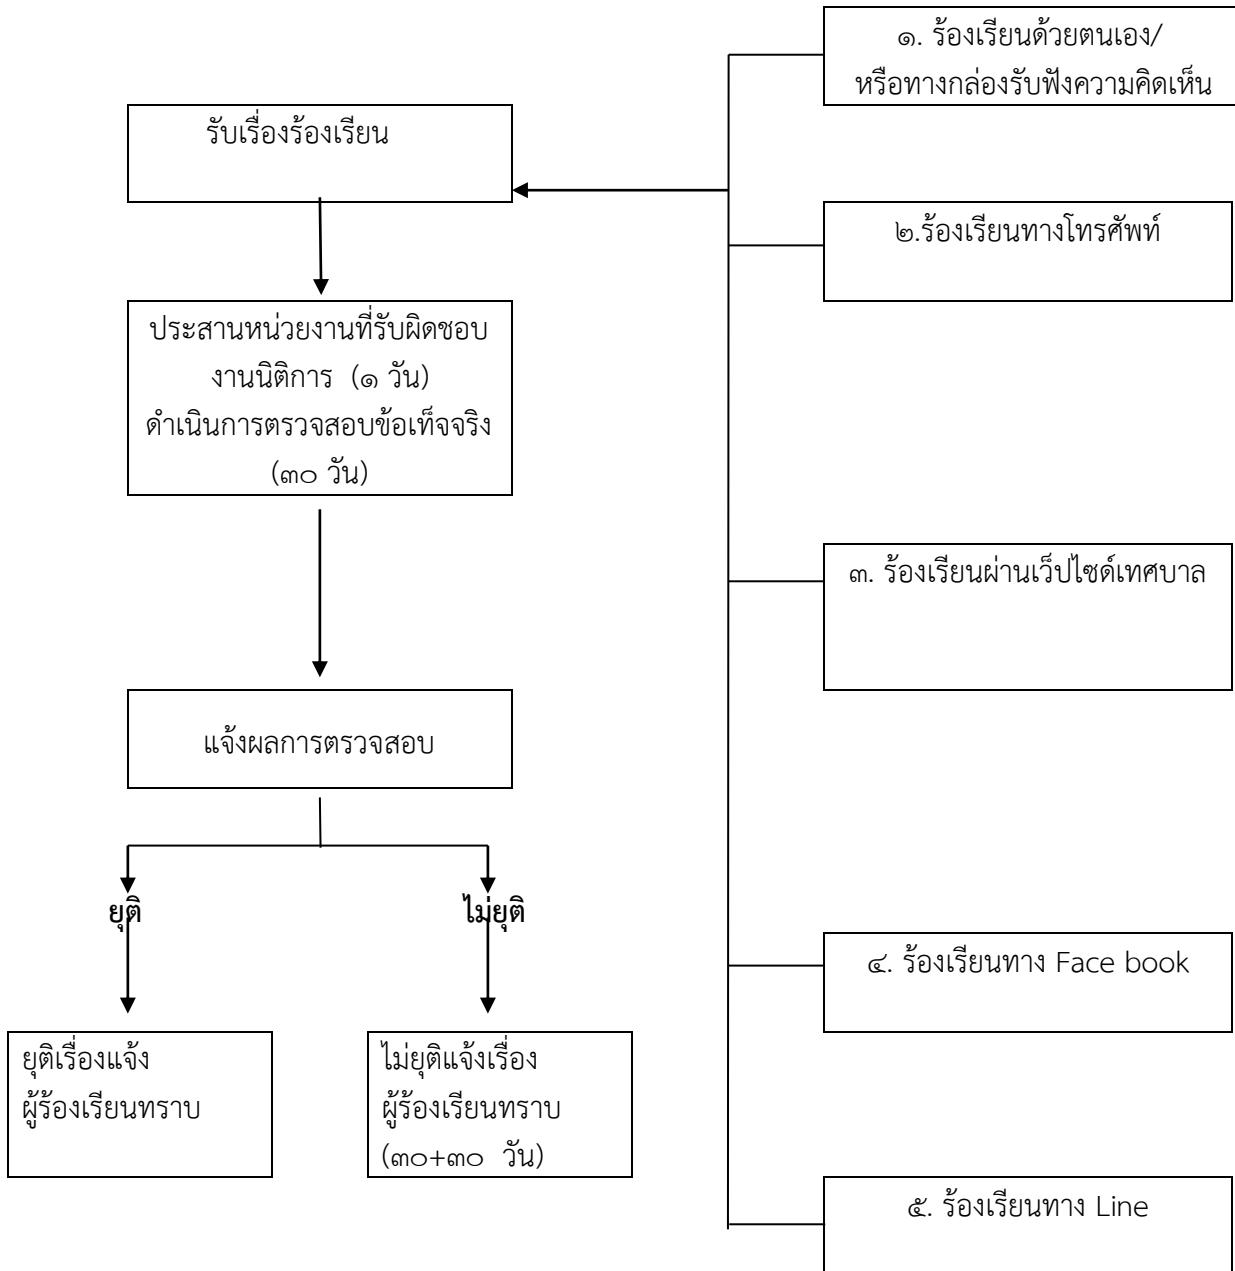 ๑. ร้องเรียนด้วยตนเอง/
หรือทางกล่องรับฟังความคิดเห็น
รับเรื่องร้องเรียน
๒.ร้องเรียนทางโทรศัพท์
ประสานหน่วยงานที่รับผิดชอบ
งานนิติการ (๑ วัน)
ดำเนินการตรวจสอบข้อเท็จจริง
(๓๐ วัน)
๓. ร้องเรียนผ่านเว็ปไซด์เทศบาล
แจ้งผลการตรวจสอบ
ยุติ
ไม่ยุติ
๔. ร้องเรียนทาง Face book
ยุติเรื่องแจ้ง
ผู้ร้องเรียนทราบ
ไม่ยุติแจ้งเรื่อง
ผู้ร้องเรียนทราบ
(๓๐+๓๐ วัน)
๕. ร้องเรียนทาง Line